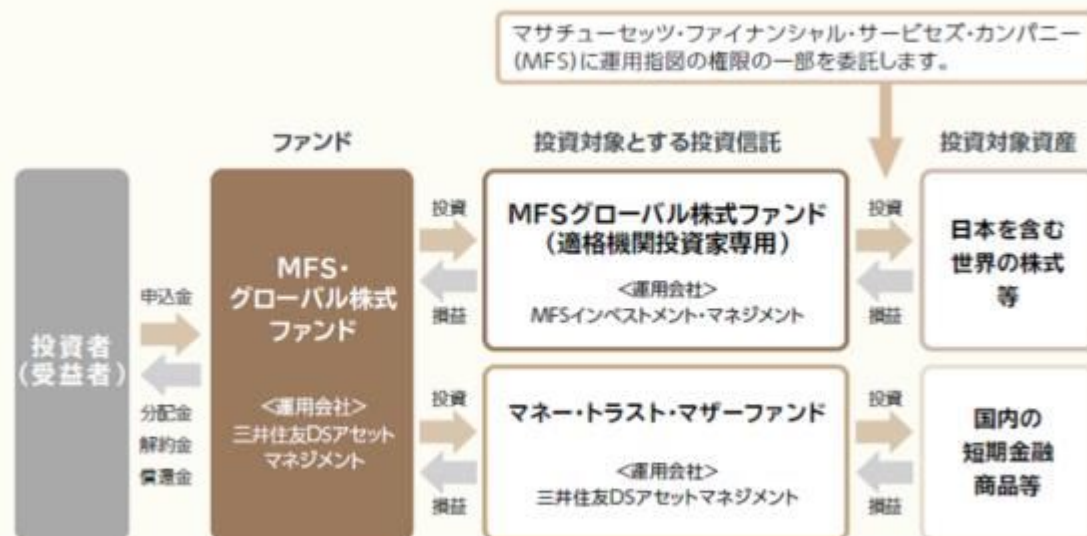 マサチューセッツ・ファイナンシャル・サービセズ・カンパニー
(MFS)に運用指図の権限の一部を委託します。
ファンド
投資対象とする投資信託
投資対象資産
投資者
(受益者)
申込金
分配金
解約金
償還金
MFS・
グローバル株式
ファンド
<運用会社>
三井住友DSアセット
マネジメント
投資
損益
MFSグローバル株式ファンド
(適格機関投資家専用)
<運用会社>
MFSインベストメント・マネジメント
投資
損益
日本を含む
世界の株式
等
投資
損益
マネー・トラスト・マザーファンド
<運用会社>
三井住友DSアセットマネジメント
投資
損益
国内の
短期金融
商品等